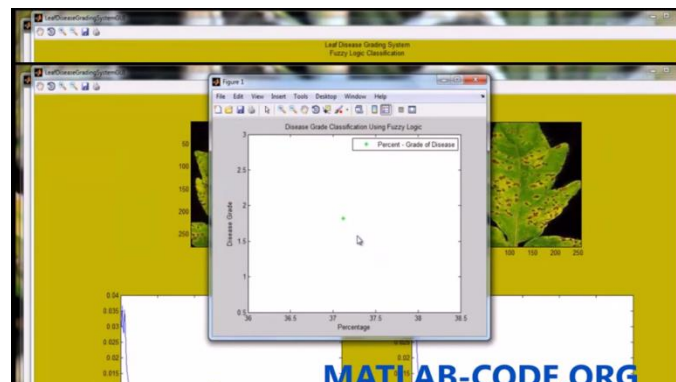 LeafDiseaseGradingSystemGUI
Leaf Disease Grading System
Fuzzy Logic Classification
LeafDiseaseGradingSystemGUI
Figure 1
File Edit View Insert Tools Desktop Window Help
Disease Grade Classification Using Fuzzy Logic
Percent - Grade of Disease
3
2.5
2
1.5
1
0.5
Disease Grade
36 36.5 37 37.5 38 38.5
Percentage
50
100
150
200
250
100 150 200 250
0.04
0.035
0.03
0.025
0.02
0.015
0.02
MATLAB-CODE.ORG